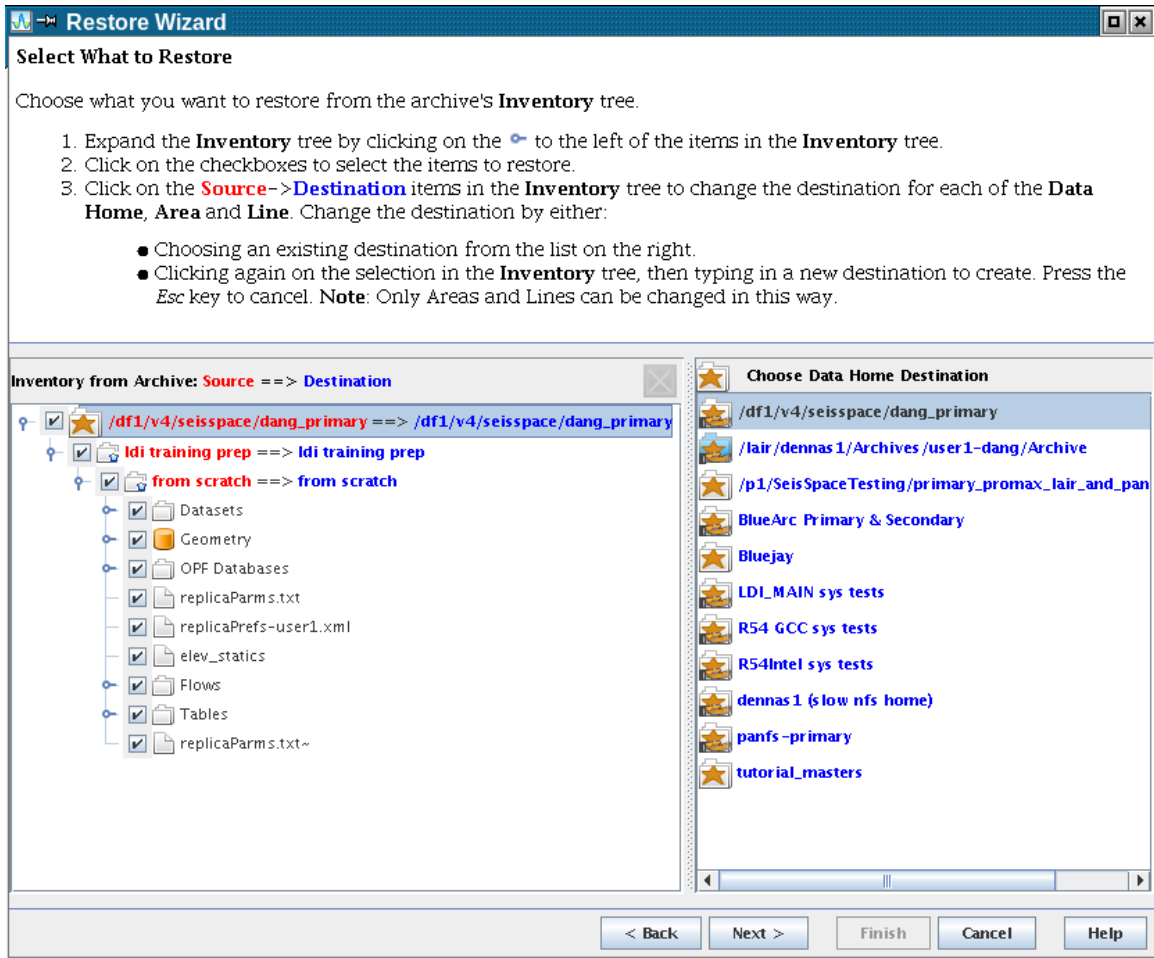 Restore Wizard
Select What to Restore
Choose what you want to restore from the archive's Inventory tree.
1. Expand the Inventory tree by clicking on the to the left of the items in the Inventory tree.
2. Click on the checkboxes to select the items to restore.
3. Click on the Source->Destination items in the Inventory tree to change the destination for each of the Data
Home, Area and Line. Change the destination by either:
● Choosing an existing destination from the list on the right.
● Clicking again on the selection in the Inventory tree, then typing in a new destination to create. Press the
Esc key to cancel. Note: Only Areas and Lines can be changed in this way.
Inventory from Archive: Source ==> Destination
/df1/v4/seisspace/dang_primary ==> /df1/v4/seisspace/dang_primary
ldi training prep ==> ldi training prep
from scratch ==> from scratch
Datasets
Geometry
OPF Databases
replicaParms.txt
replicaPrefs-user1.xml
elev_statics
Flows
Tables
replicaParms.txt~
Choose Data Home Destination
/df1/v4/seisspace/dang_primary
/lair/dennas1/Archives/user1-dang/Archive
/p1/SeisSpaceTesting/primary_promax_lair_and_pan
BlueArc Primary & Secondary
Bluejay
LDI_MAIN sys tests
R54 GCC sys tests
R54Intel sys tests
dennas1 (slow nfs home)
panfs-primary
tutorial_masters
< Back
Next >
Finish
Cancel
Help